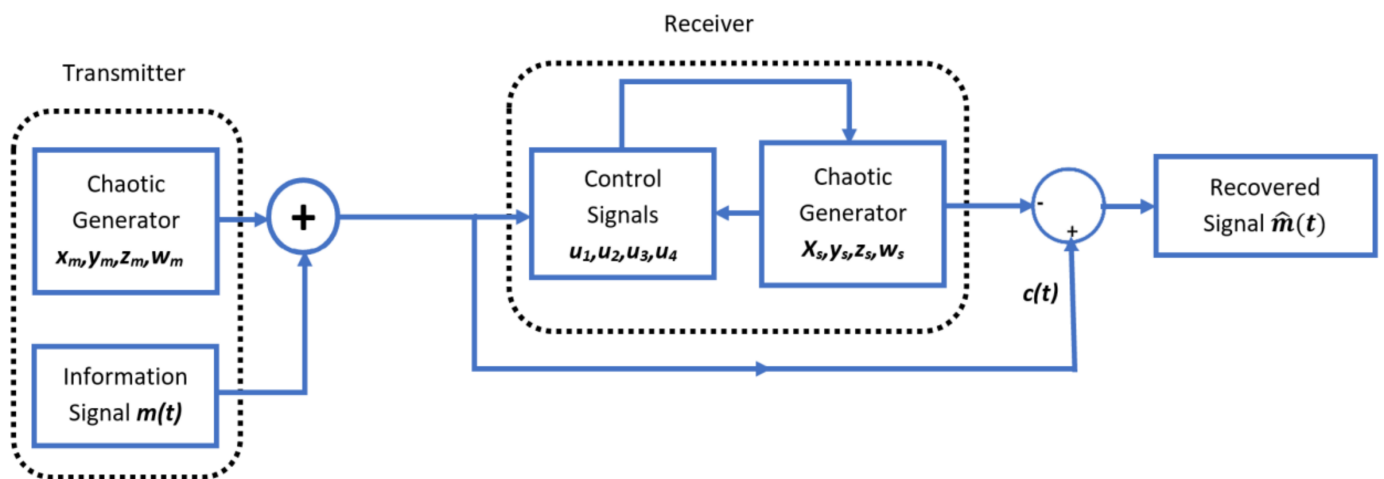 Receiver
Transmitter
Chaotic
Generator
xm,ym,zm,wm
Information
Signal m(t)
+
Control
Signals
u1,u2,u3,u4
Chaotic
Generator
Xs,ys,zs,ws
-
+
c(t)
Recovered
Signal m̂(t)